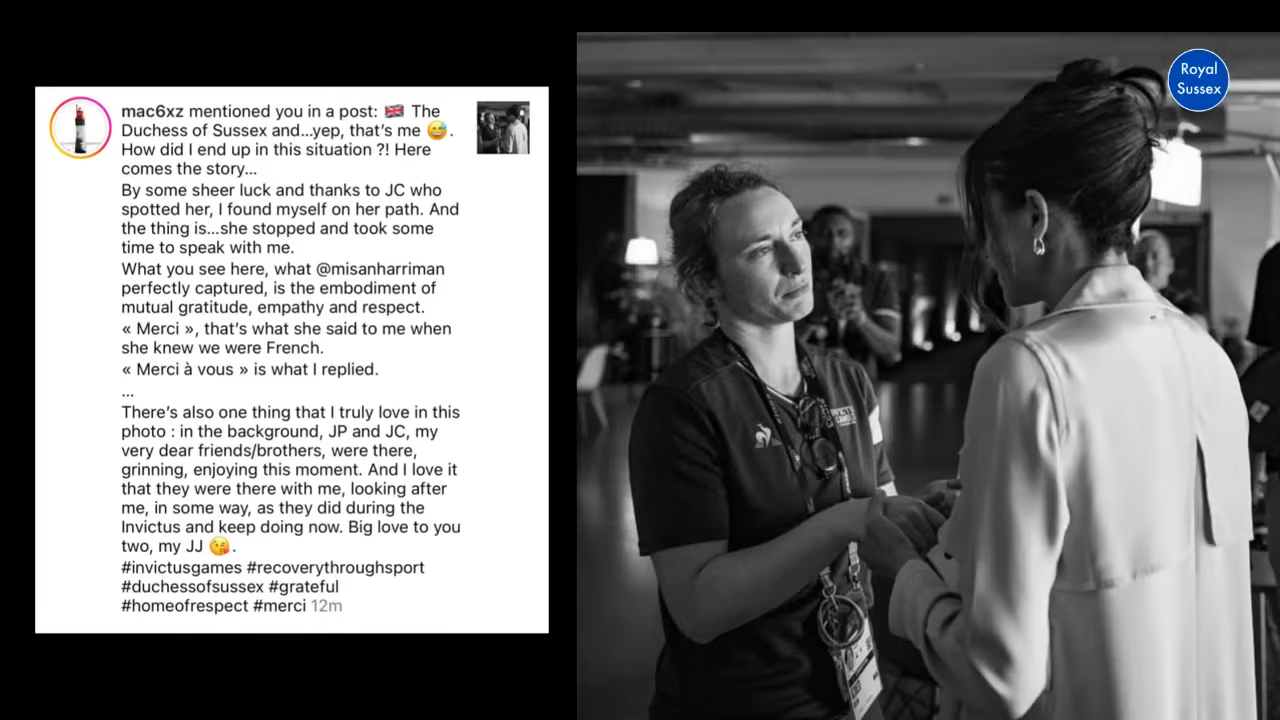 mac6xz mentioned you in a post: 🇬🇧 The
Duchess of Sussex and...yep, that's me 😅.
How did I end up in this situation ?! Here
comes the story...
By some sheer luck and thanks to JC who
spotted her, I found myself on her path. And
the thing is...she stopped and took some
time to speak with me.
What you see here, what @misanharriman
perfectly captured, is the embodiment of
mutual gratitude, empathy and respect.
« Merci », that's what she said to me when
she knew we were French.
« Merci à vous » is what I replied.
...
There's also one thing that I truly love in this
photo : in the background, JP and JC, my
very dear friends/brothers, were there,
grinning, enjoying this moment. And I love it
that they were there with me, looking after
me, in some way, as they did during the
Invictus and keep doing now. Big love to you
two, my JJ 😘.
#invictusgames #recoverythroughsport
#duchessofsussex #grateful
#homeofrespect #merci 12m
Royal
Sussex